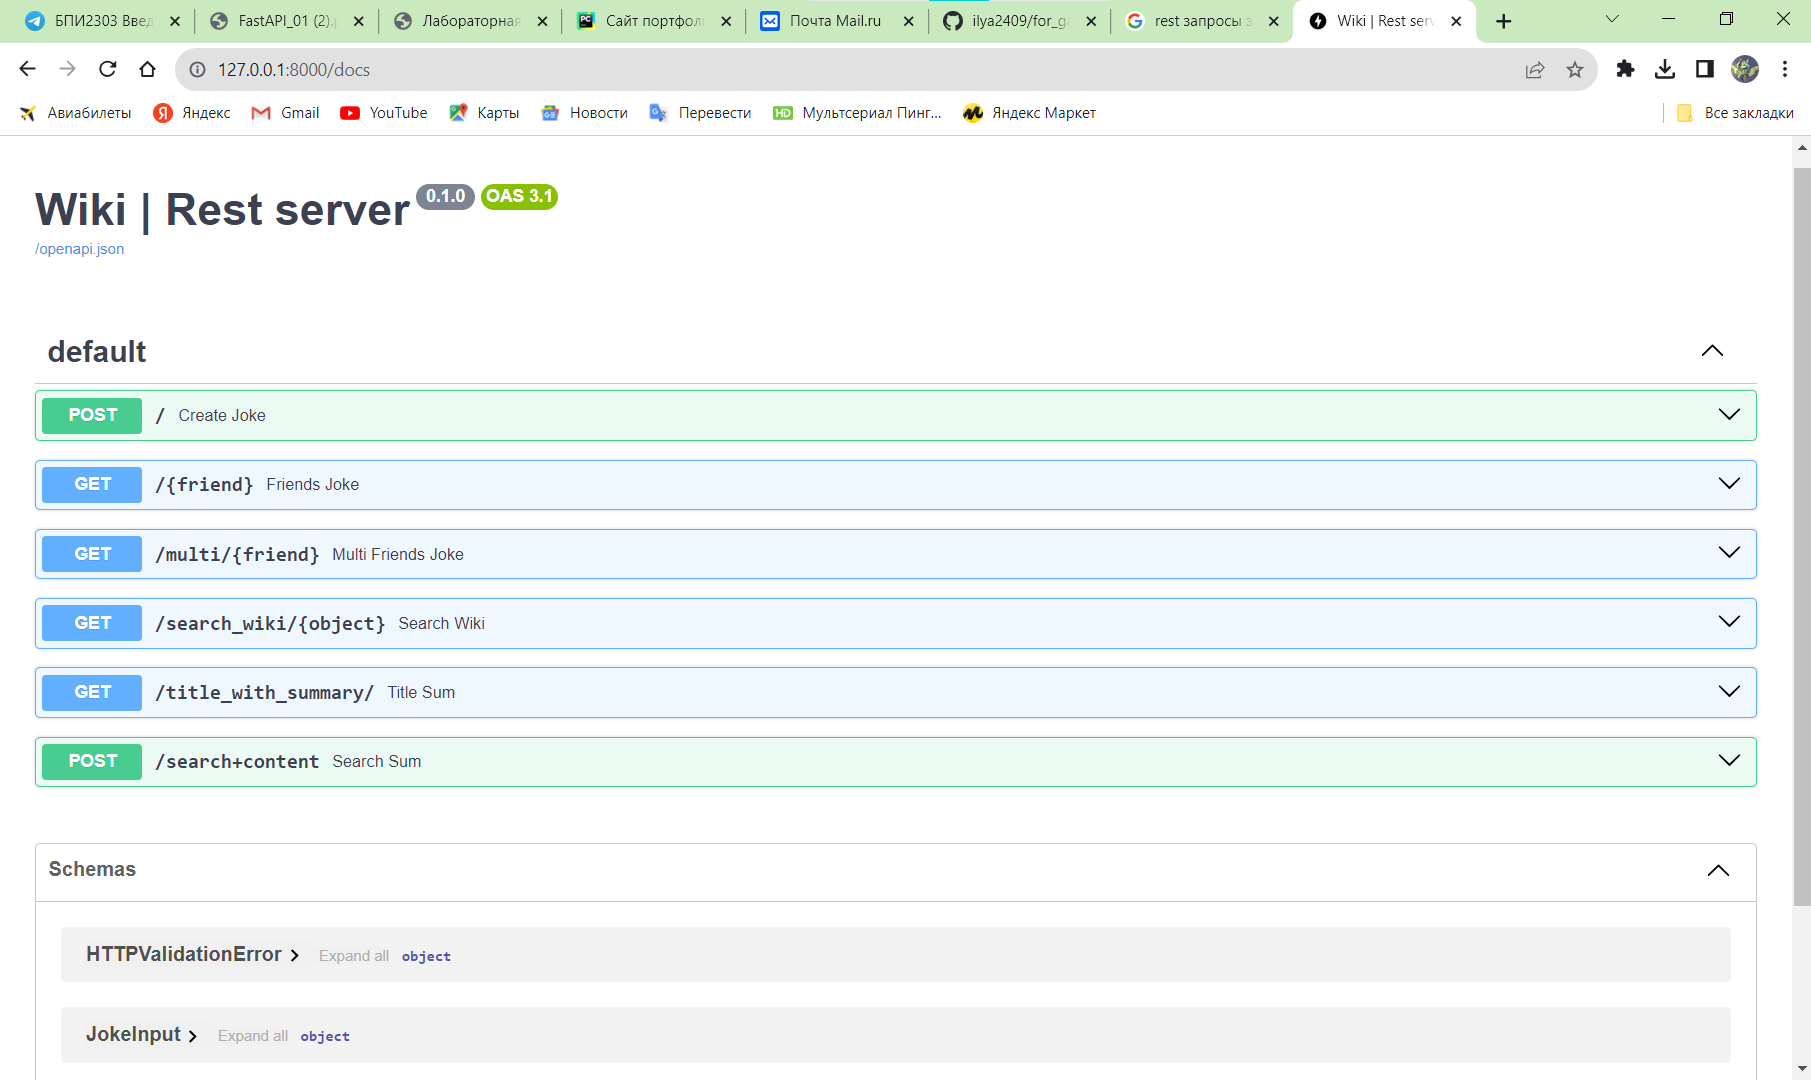 БПИ2303 Введ
FastAPI_01 (2).
Лабораторная
Сайт портфол
Почта Mail.ru
ilya2409/for_ga
rest запросы э
Wiki | Rest serv
127.0.0.1:8000/docs
Авиабилеты
Яндекс
Gmail
YouTube
Карты
Новости
Перевести
Мультсериал Пинг...
Яндекс Маркет
Все закладки
Wiki | Rest server 0.1.0 OAS 3.1
/openapi.json
default
POST / Create Joke
GET /{friend} Friends Joke
GET /multi/{friend} Multi Friends Joke
GET /search_wiki/{object} Search Wiki
GET /title_with_summary/ Title Sum
POST /search+content Search Sum
Schemas
HTTPValidationError Expand all object
JokeInput Expand all object